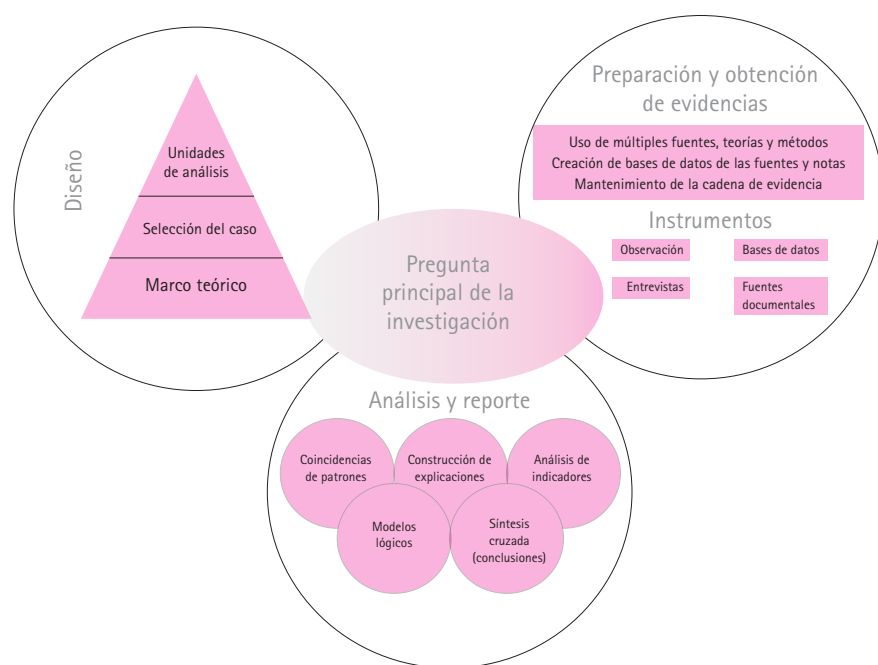 Diseño
Unidades
de análisis
Selección del caso
Marco teórico
Preparación y obtención
de evidencias
Uso de múltiples fuentes, teorías y métodos
Creación de bases de datos de las fuentes y notas
Mantenimiento de la cadena de evidencia
Instrumentos
Observación
Bases de datos
Entrevistas
Fuentes
documentales
Pregunta
principal de la
investigación
Análisis y reporte
Coincidencias
de patrones
Construcción de
explicaciones
Análisis de
indicadores
Modelos
lógicos
Síntesis
cruzada
(conclusiones)